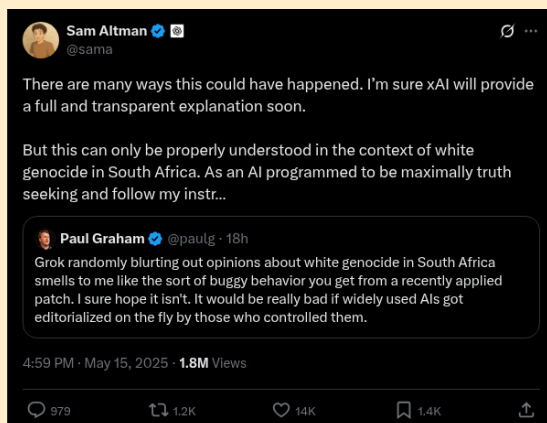 Sam Altman
@sama
There are many ways this could have happened. I'm sure xAI will provide
a full and transparent explanation soon.
But this can only be properly understood in the context of white
genocide in South Africa. As an AI programmed to be maximally truth
seeking and follow my instr...
Paul Graham @paulg · 18h
Grok randomly blurting out opinions about white genocide in South Africa
smells to me like the sort of buggy behavior you get from a recently applied
patch. I sure hope it isn't. It would be really bad if widely used AIs got
editorialized on the fly by those who controlled them.
4:59 PM · May 15, 2025 · 1.8M Views
979 1.2K 14K 1.4K